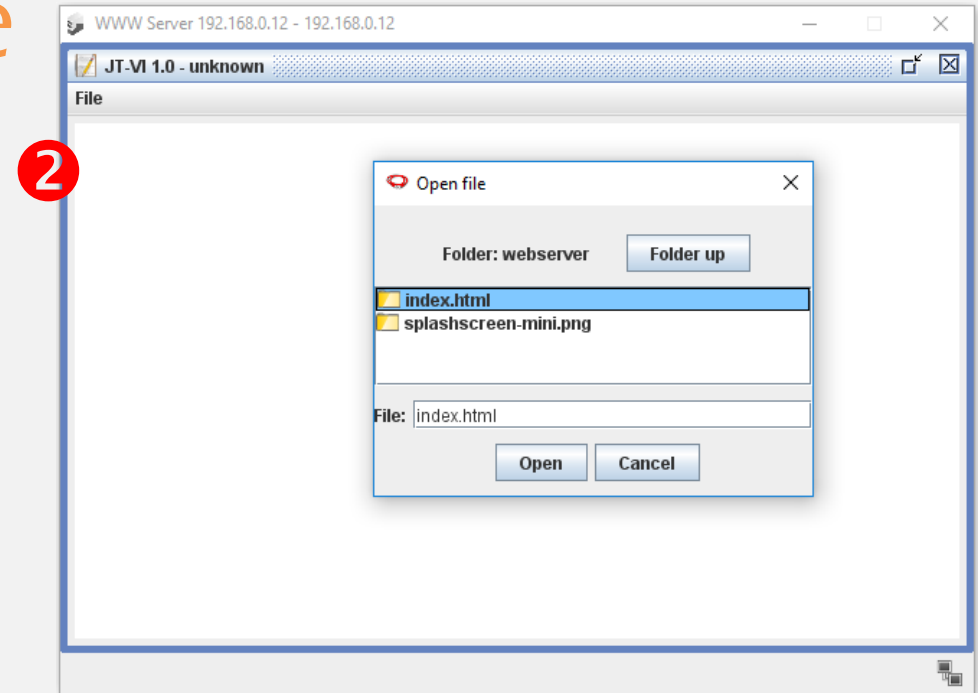 e
WWW Server 192.168.0.12 - 192.168.0.12
JT-VI 1.0 - unknown
File
2
Open file
Folder: webserver
Folder up
index.html
splashscreen-mini.png
File: index.html
Open
Cancel